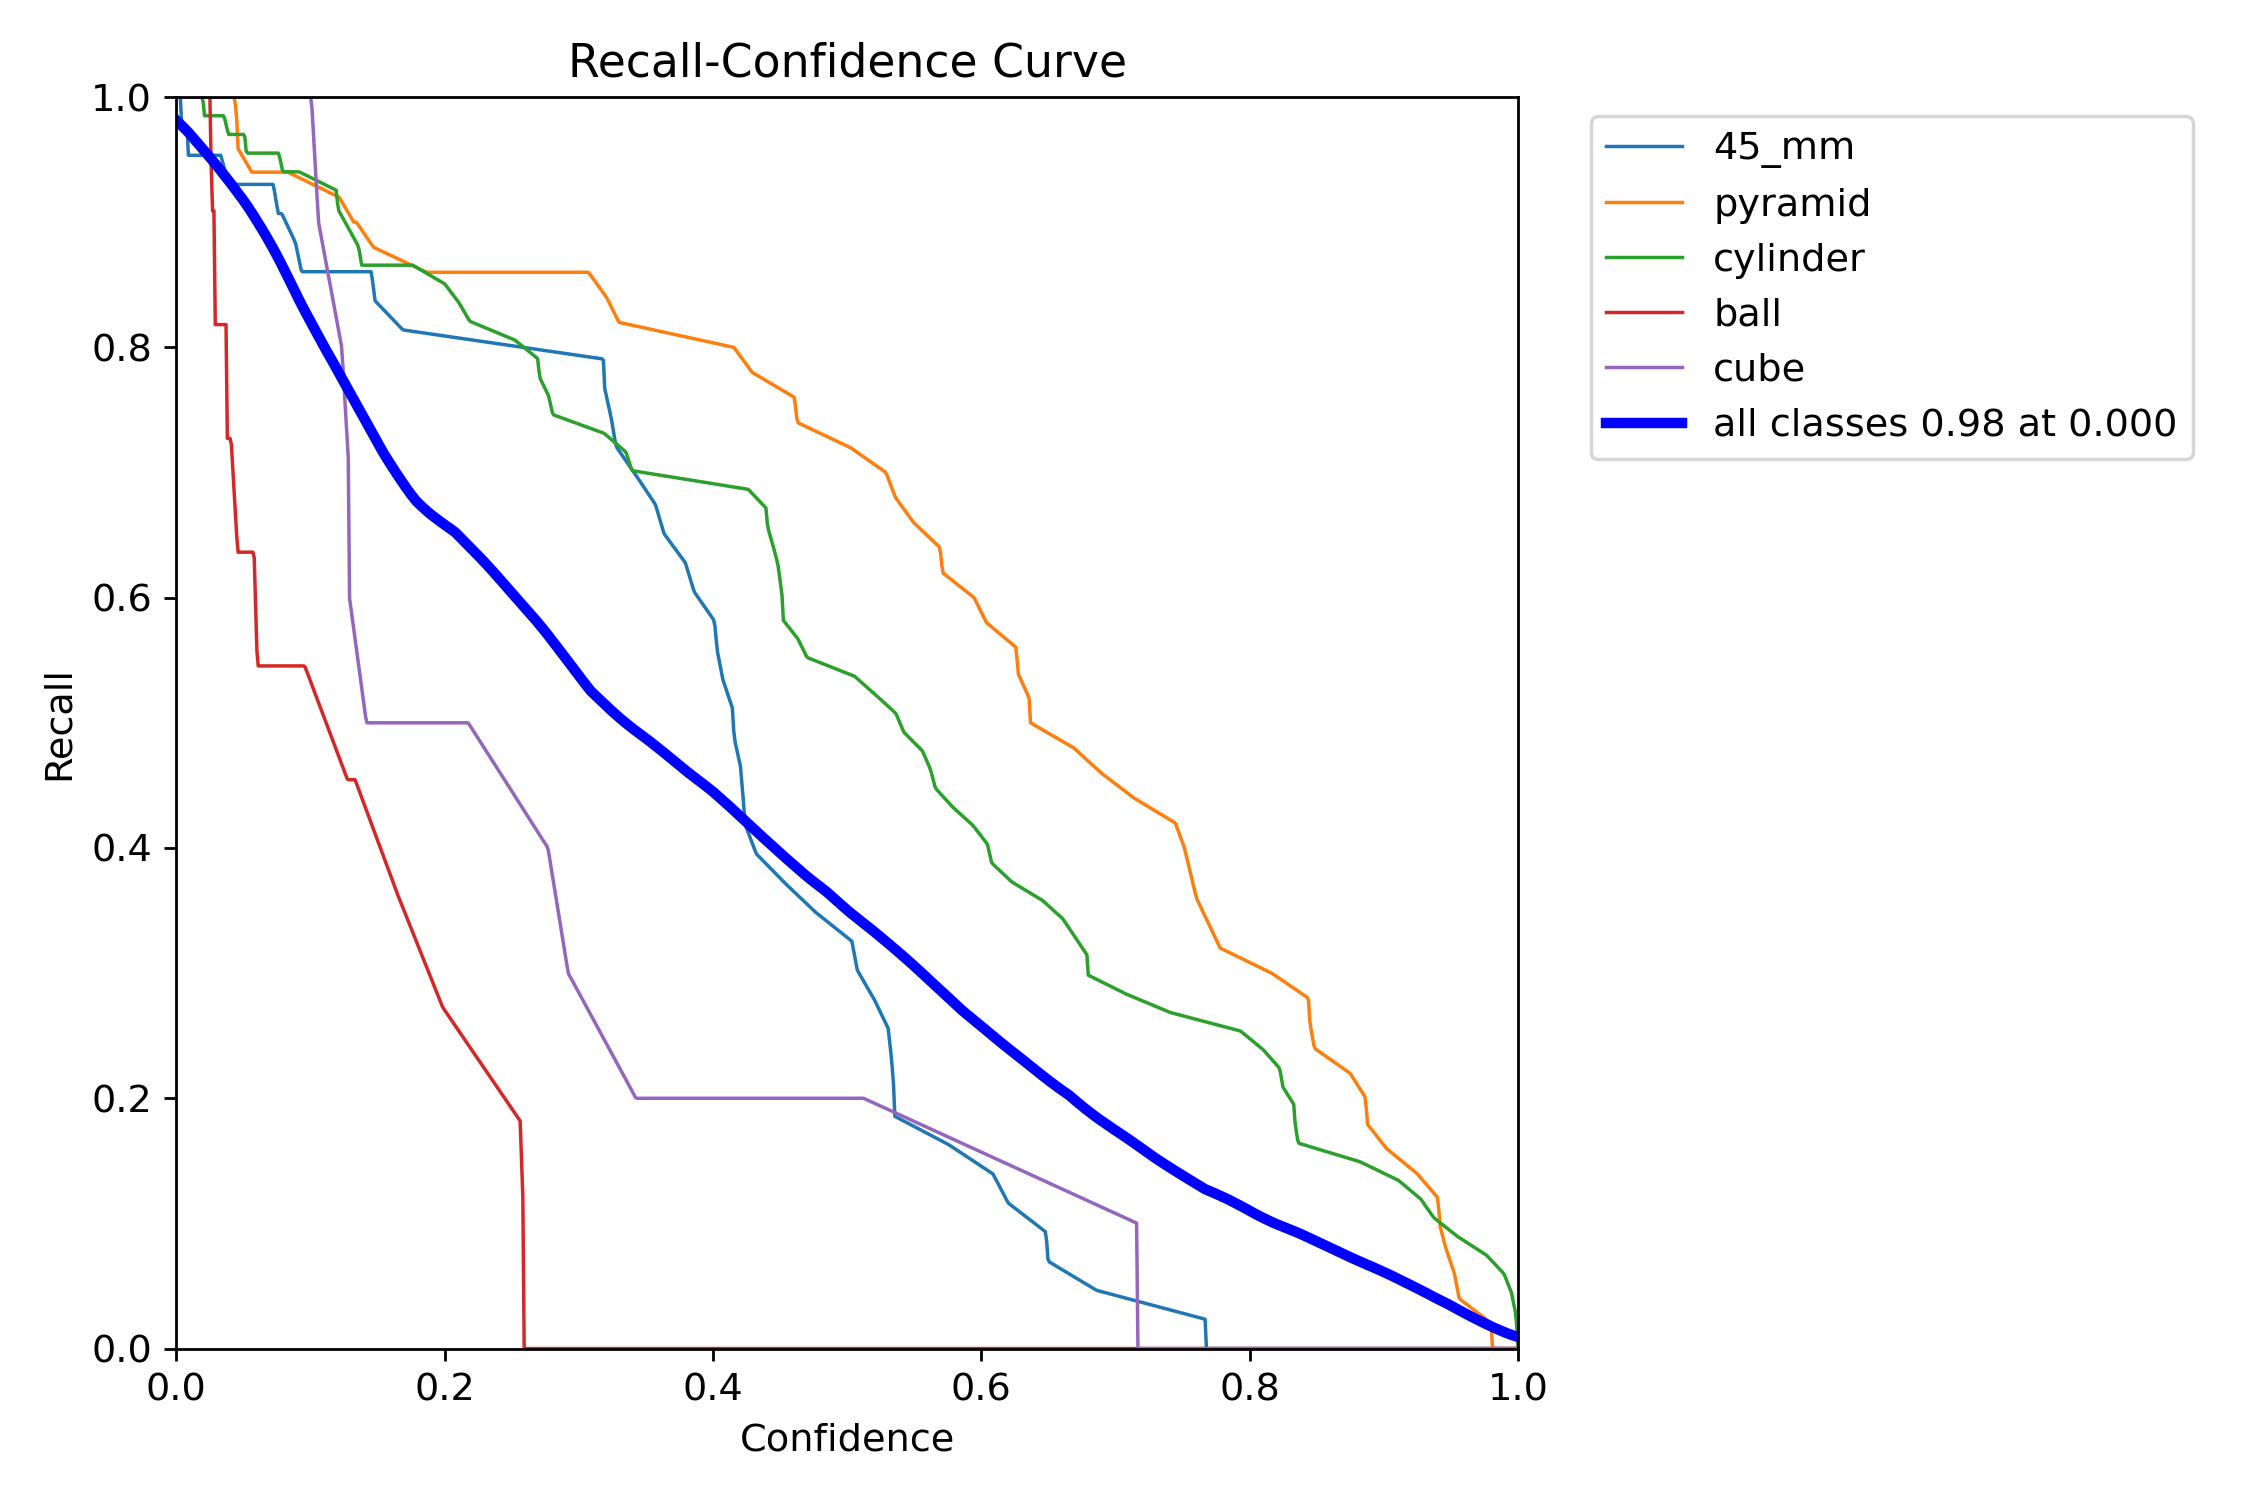 Recall-Confidence Curve
1.0
0.8
0.6
0.4
0.2
0.0
Recall
0.0 0.2 0.4 0.6 0.8 1.0
Confidence
45_mm
pyramid
cylinder
ball
cube
all classes 0.98 at 0.000